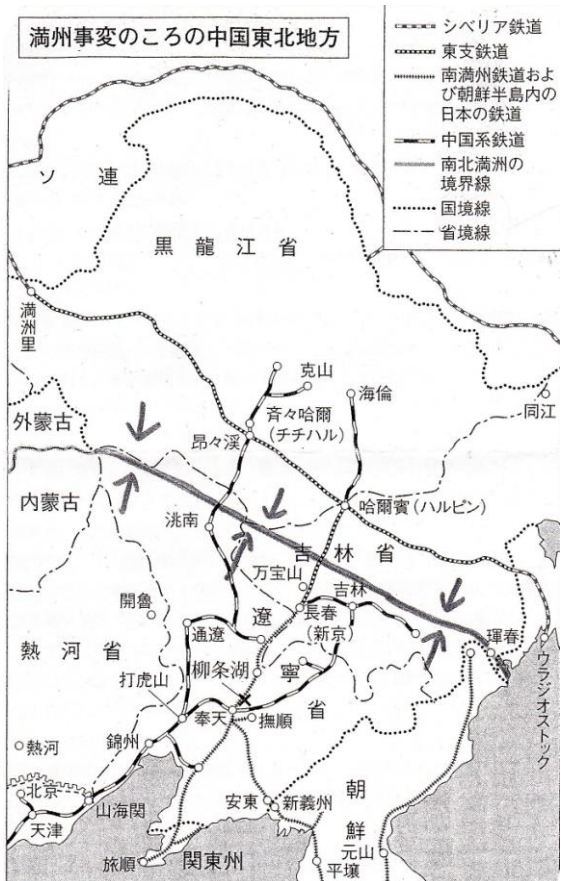 満州事変のころの中国東北地方
シベリア鉄道
東支鉄道
南満州鉄道およ
び朝鮮半島内の
日本の鉄道
中国系鉄道
南北満洲の
境界線
国境線
省境線
ソ連
黒龍江省
満洲里
克山
海倫
斉々哈爾
(チチハル)
同江
外蒙古
昂々渓
内蒙古
哈爾賓(ハルビン)
洮南
吉林省
万宝山
吉林
開魯
遼寧省
長春
(新京)
通遼
琿春
熱河省
柳条湖
ウラジオストック
打虎山
奉天
撫順
錦州
熱河
北京
山海関
安東
新義州
朝鮮
天津
元山
旅順
関東州
平壌